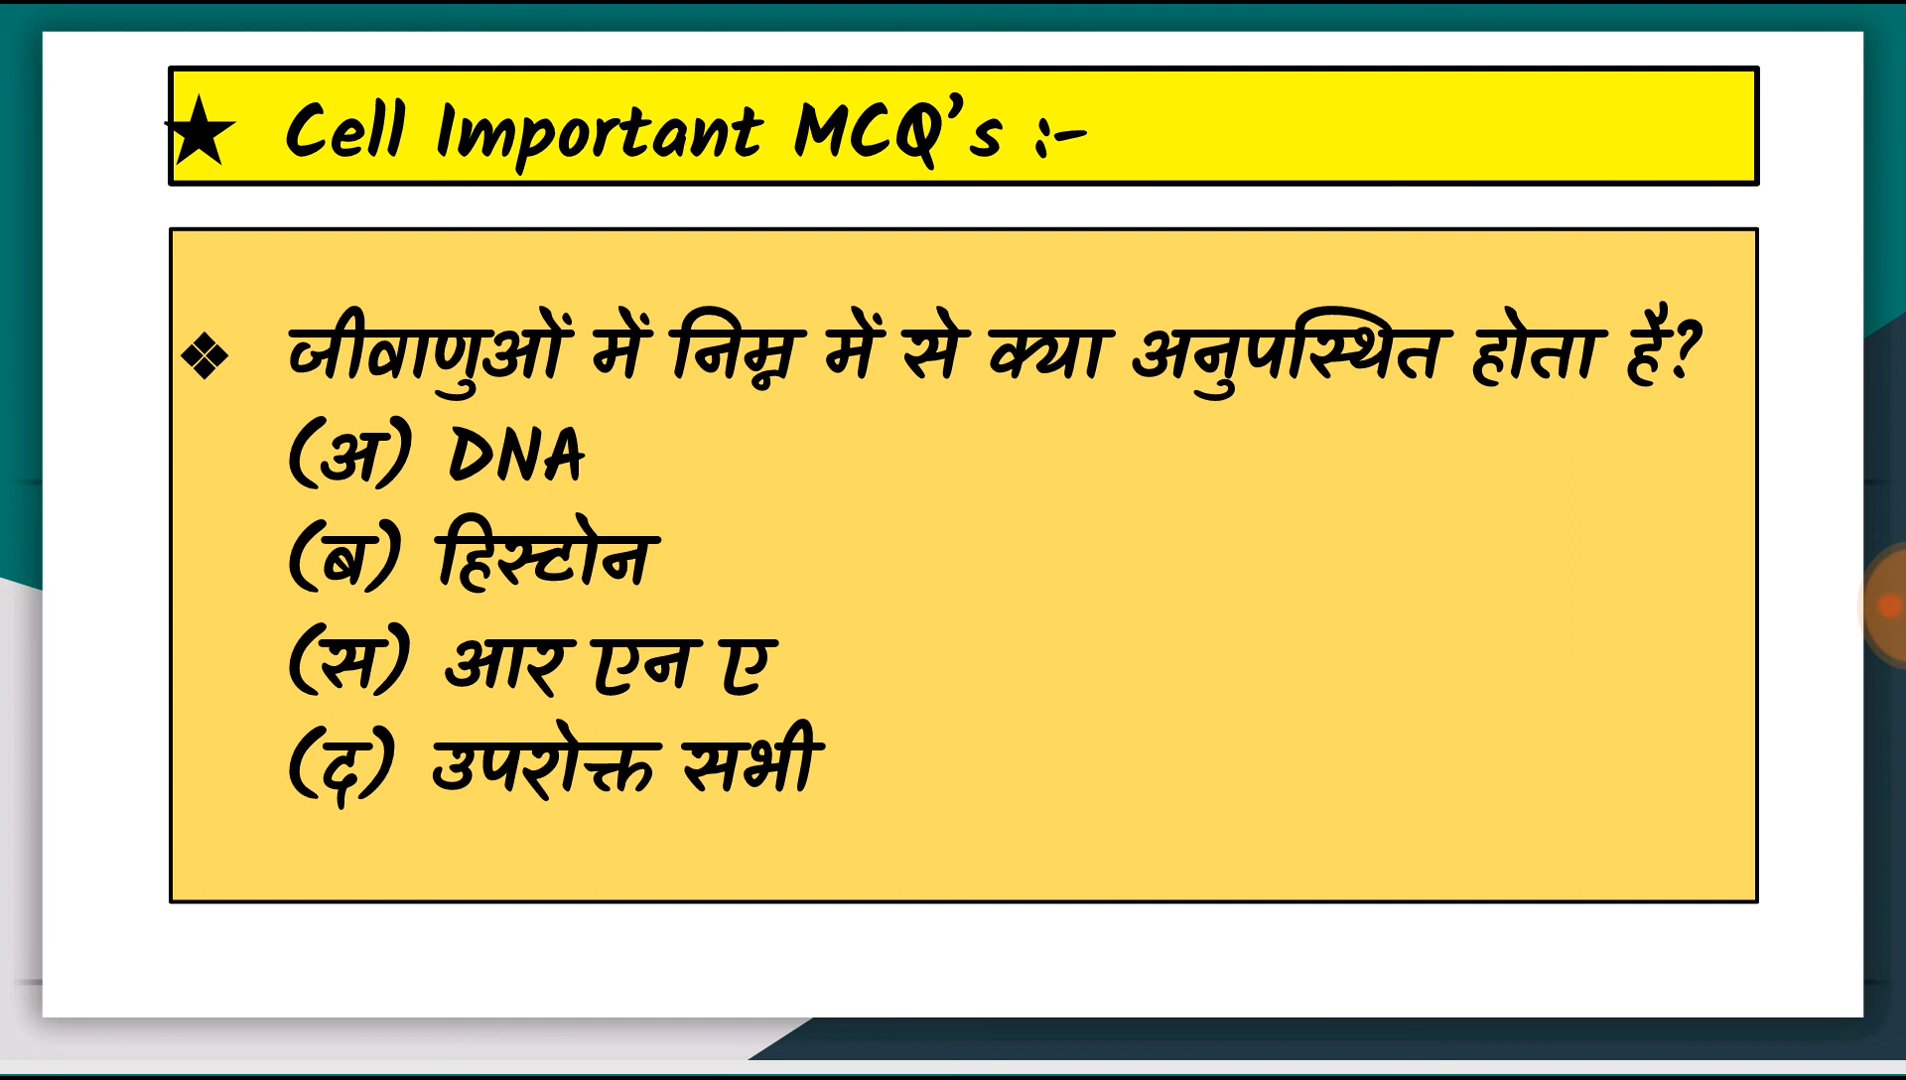 ★ Cell Important MCQ's :-
❖ जीवाणुओं में निम्न में से क्या अनुपस्थित होता है?
(अ) DNA
(ब) हिस्टोन
(स) आर एन ए
(द) उपरोक्त सभी